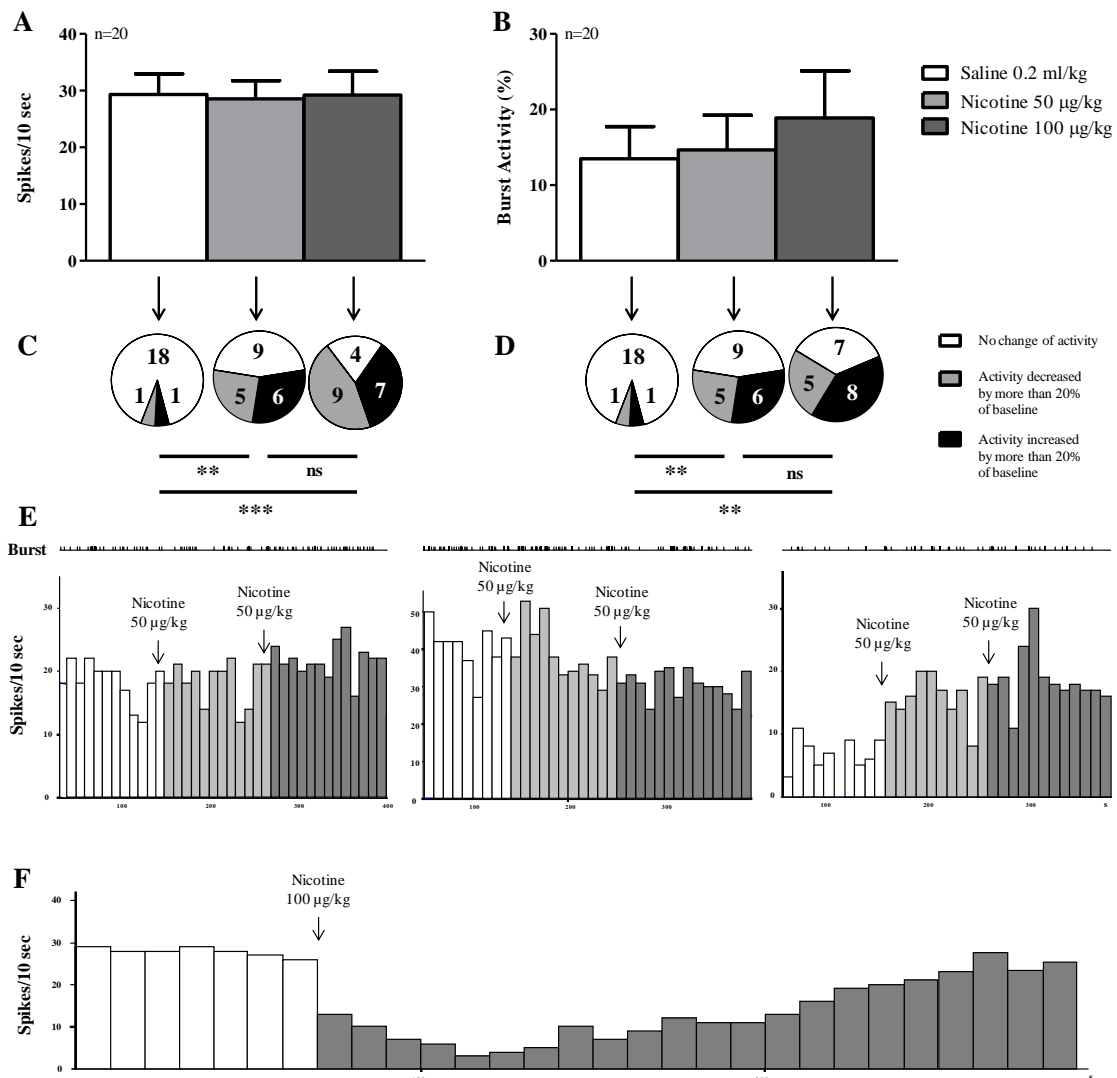 A
n=20
Spikes/10 sec
40
30
20
10
0
B
n=20
Burst Activity (%)
30
20
10
0
Saline 0.2 ml/kg
Nicotine 50 µg/kg
Nicotine 100 µg/kg
C
18
1
1
9
5
6
4
9
7
**
ns
***
D
18
1
1
9
5
6
7
5
8
**
ns
**
No change of activity
Activity decreased
by more than 20%
of baseline
Activity increased
by more than 20%
of baseline
E
Burst
Spikes/10 sec
30
20
10
0
Nicotine
50 µg/kg
Nicotine
50 µg/kg
100
200
300
400
50
40
30
20
10
0
Nicotine
50 µg/kg
Nicotine
50 µg/kg
100
200
300
30
20
10
0
Nicotine
50 µg/kg
Nicotine
50 µg/kg
100
200
300
s
F
Spikes/10 sec
40
30
20
10
0
Nicotine
100 µg/kg
s